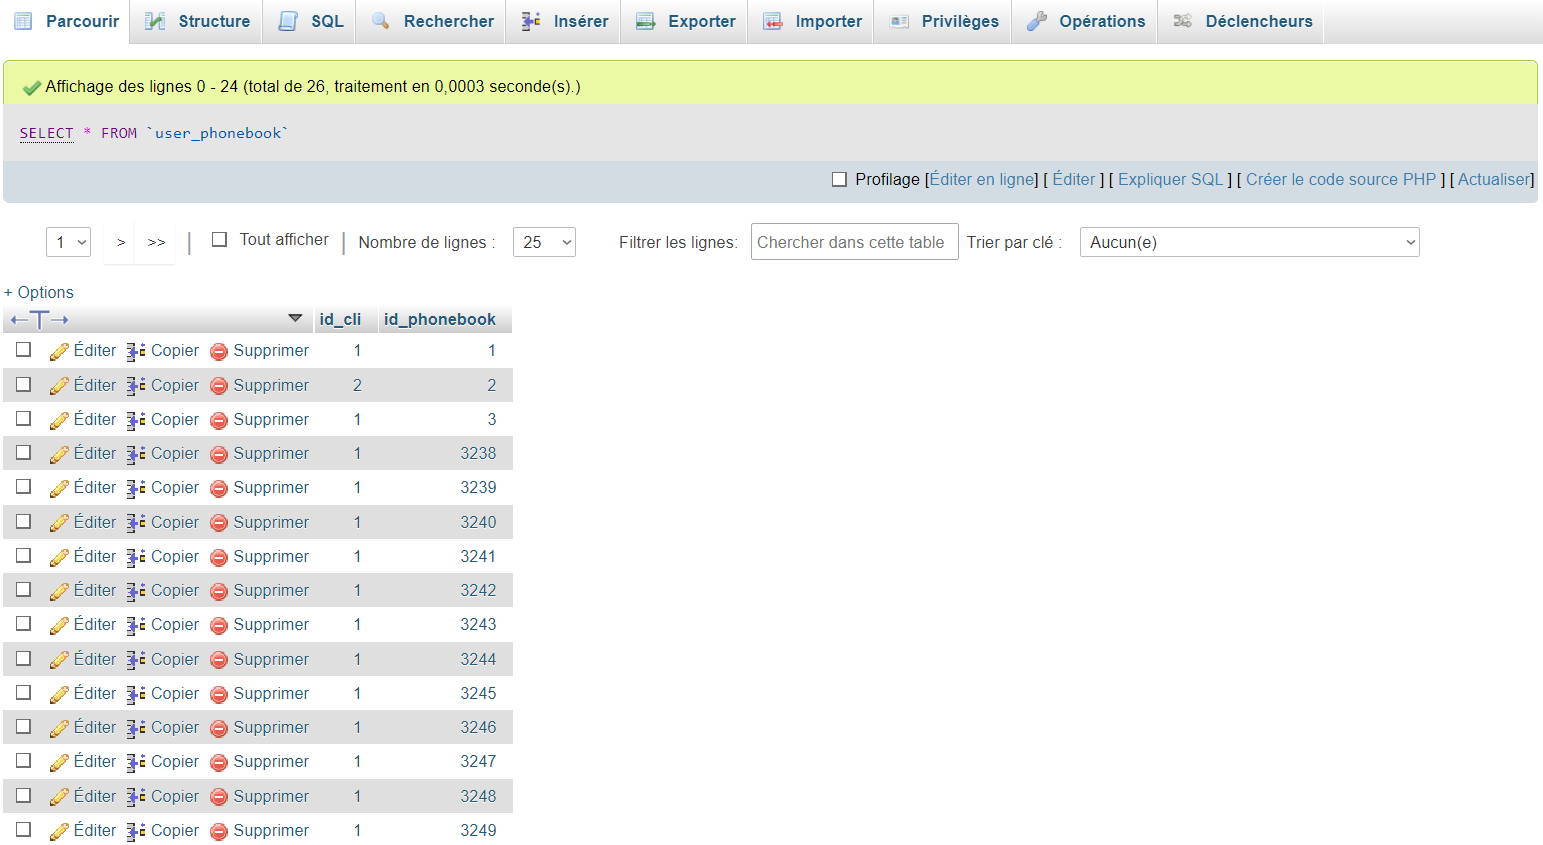 Parcourir Structure SQL Rechercher Insérer Exporter Importer Privilèges Opérations Déclencheurs
Affichage des lignes 0 - 24 (total de 26, traitement en 0,0003 seconde(s).)
SELECT * FROM `user_phonebook`
Profilage [Éditer en ligne] [ Éditer ] [ Expliquer SQL ] [ Créer le code source PHP ] [ Actualiser]
1 > >> | Tout afficher | Nombre de lignes : 25 Filtrer les lignes: Chercher dans cette table Trier par clé : Aucun(e)
+ Options
←T→ id_cli id_phonebook
Éditer Copier Supprimer 1 1
Éditer Copier Supprimer 2 2
Éditer Copier Supprimer 1 3
Éditer Copier Supprimer 1 3238
Éditer Copier Supprimer 1 3239
Éditer Copier Supprimer 1 3240
Éditer Copier Supprimer 1 3241
Éditer Copier Supprimer 1 3242
Éditer Copier Supprimer 1 3243
Éditer Copier Supprimer 1 3244
Éditer Copier Supprimer 1 3245
Éditer Copier Supprimer 1 3246
Éditer Copier Supprimer 1 3247
Éditer Copier Supprimer 1 3248
Éditer Copier Supprimer 1 3249